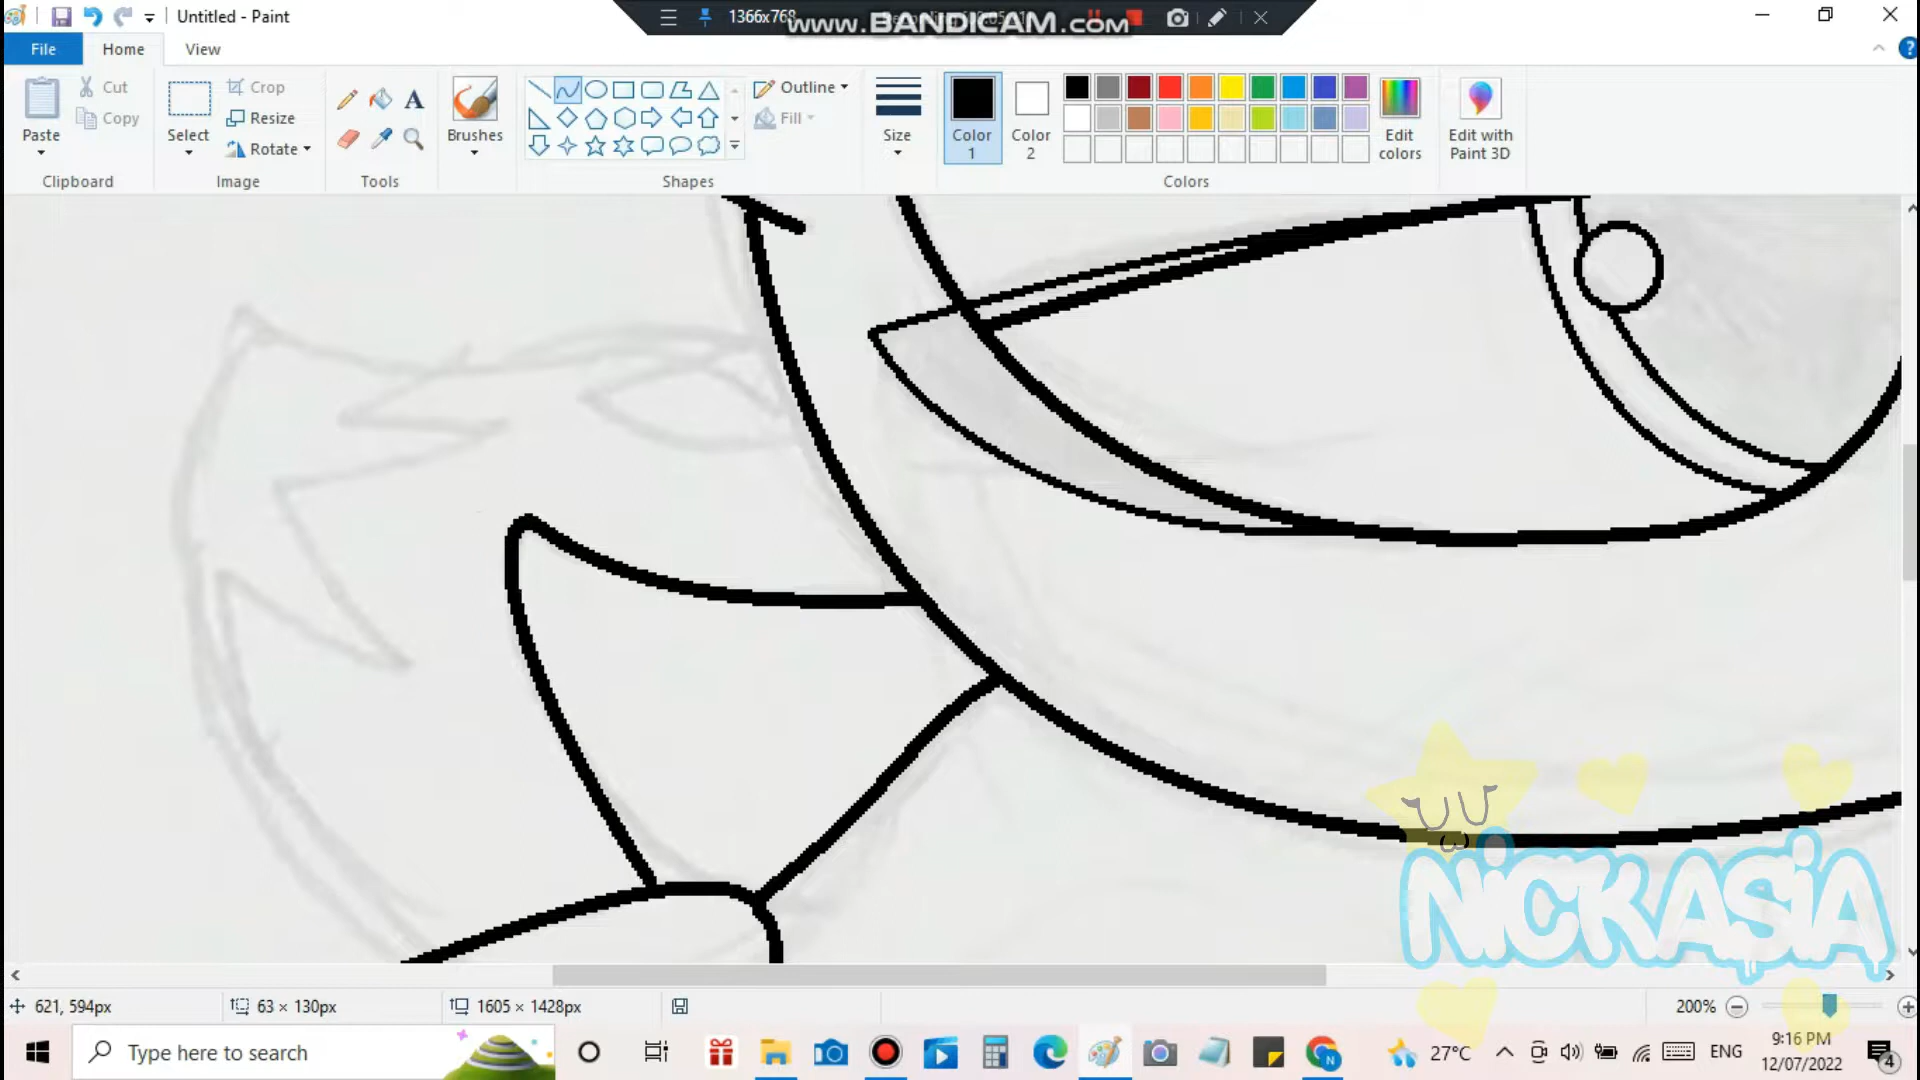 Untitled - Paint
1366x768
www.BANDICAM.com
File
Home
View
Paste
Cut
Copy
Clipboard
Select
Crop
Resize
Rotate
Image
Tools
Brushes
Shapes
Outline
Fill
Size
Color 1
Color 2
Colors
Edit colors
Edit with Paint 3D
NiCKASiA
621, 594px
63 × 130px
1605 × 1428px
200%
Type here to search
27°C
ENG
9:16 PM
12/07/2022
4